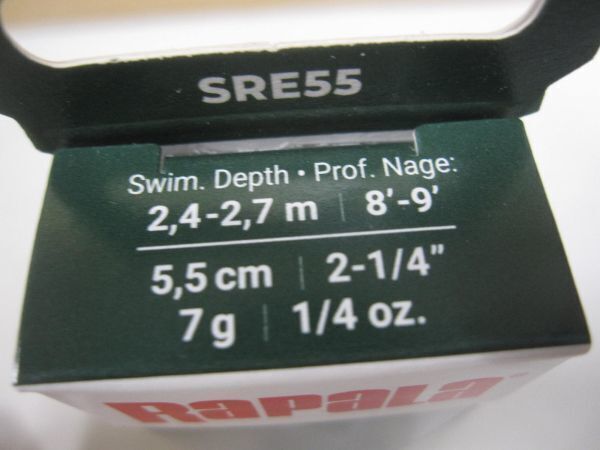 SRE55
Swim. Depth • Prof. Nage:
2,4-2,7 m | 8'-9'
5,5 cm | 2-1/4"
7 g | 1/4 oz.
RAPALA